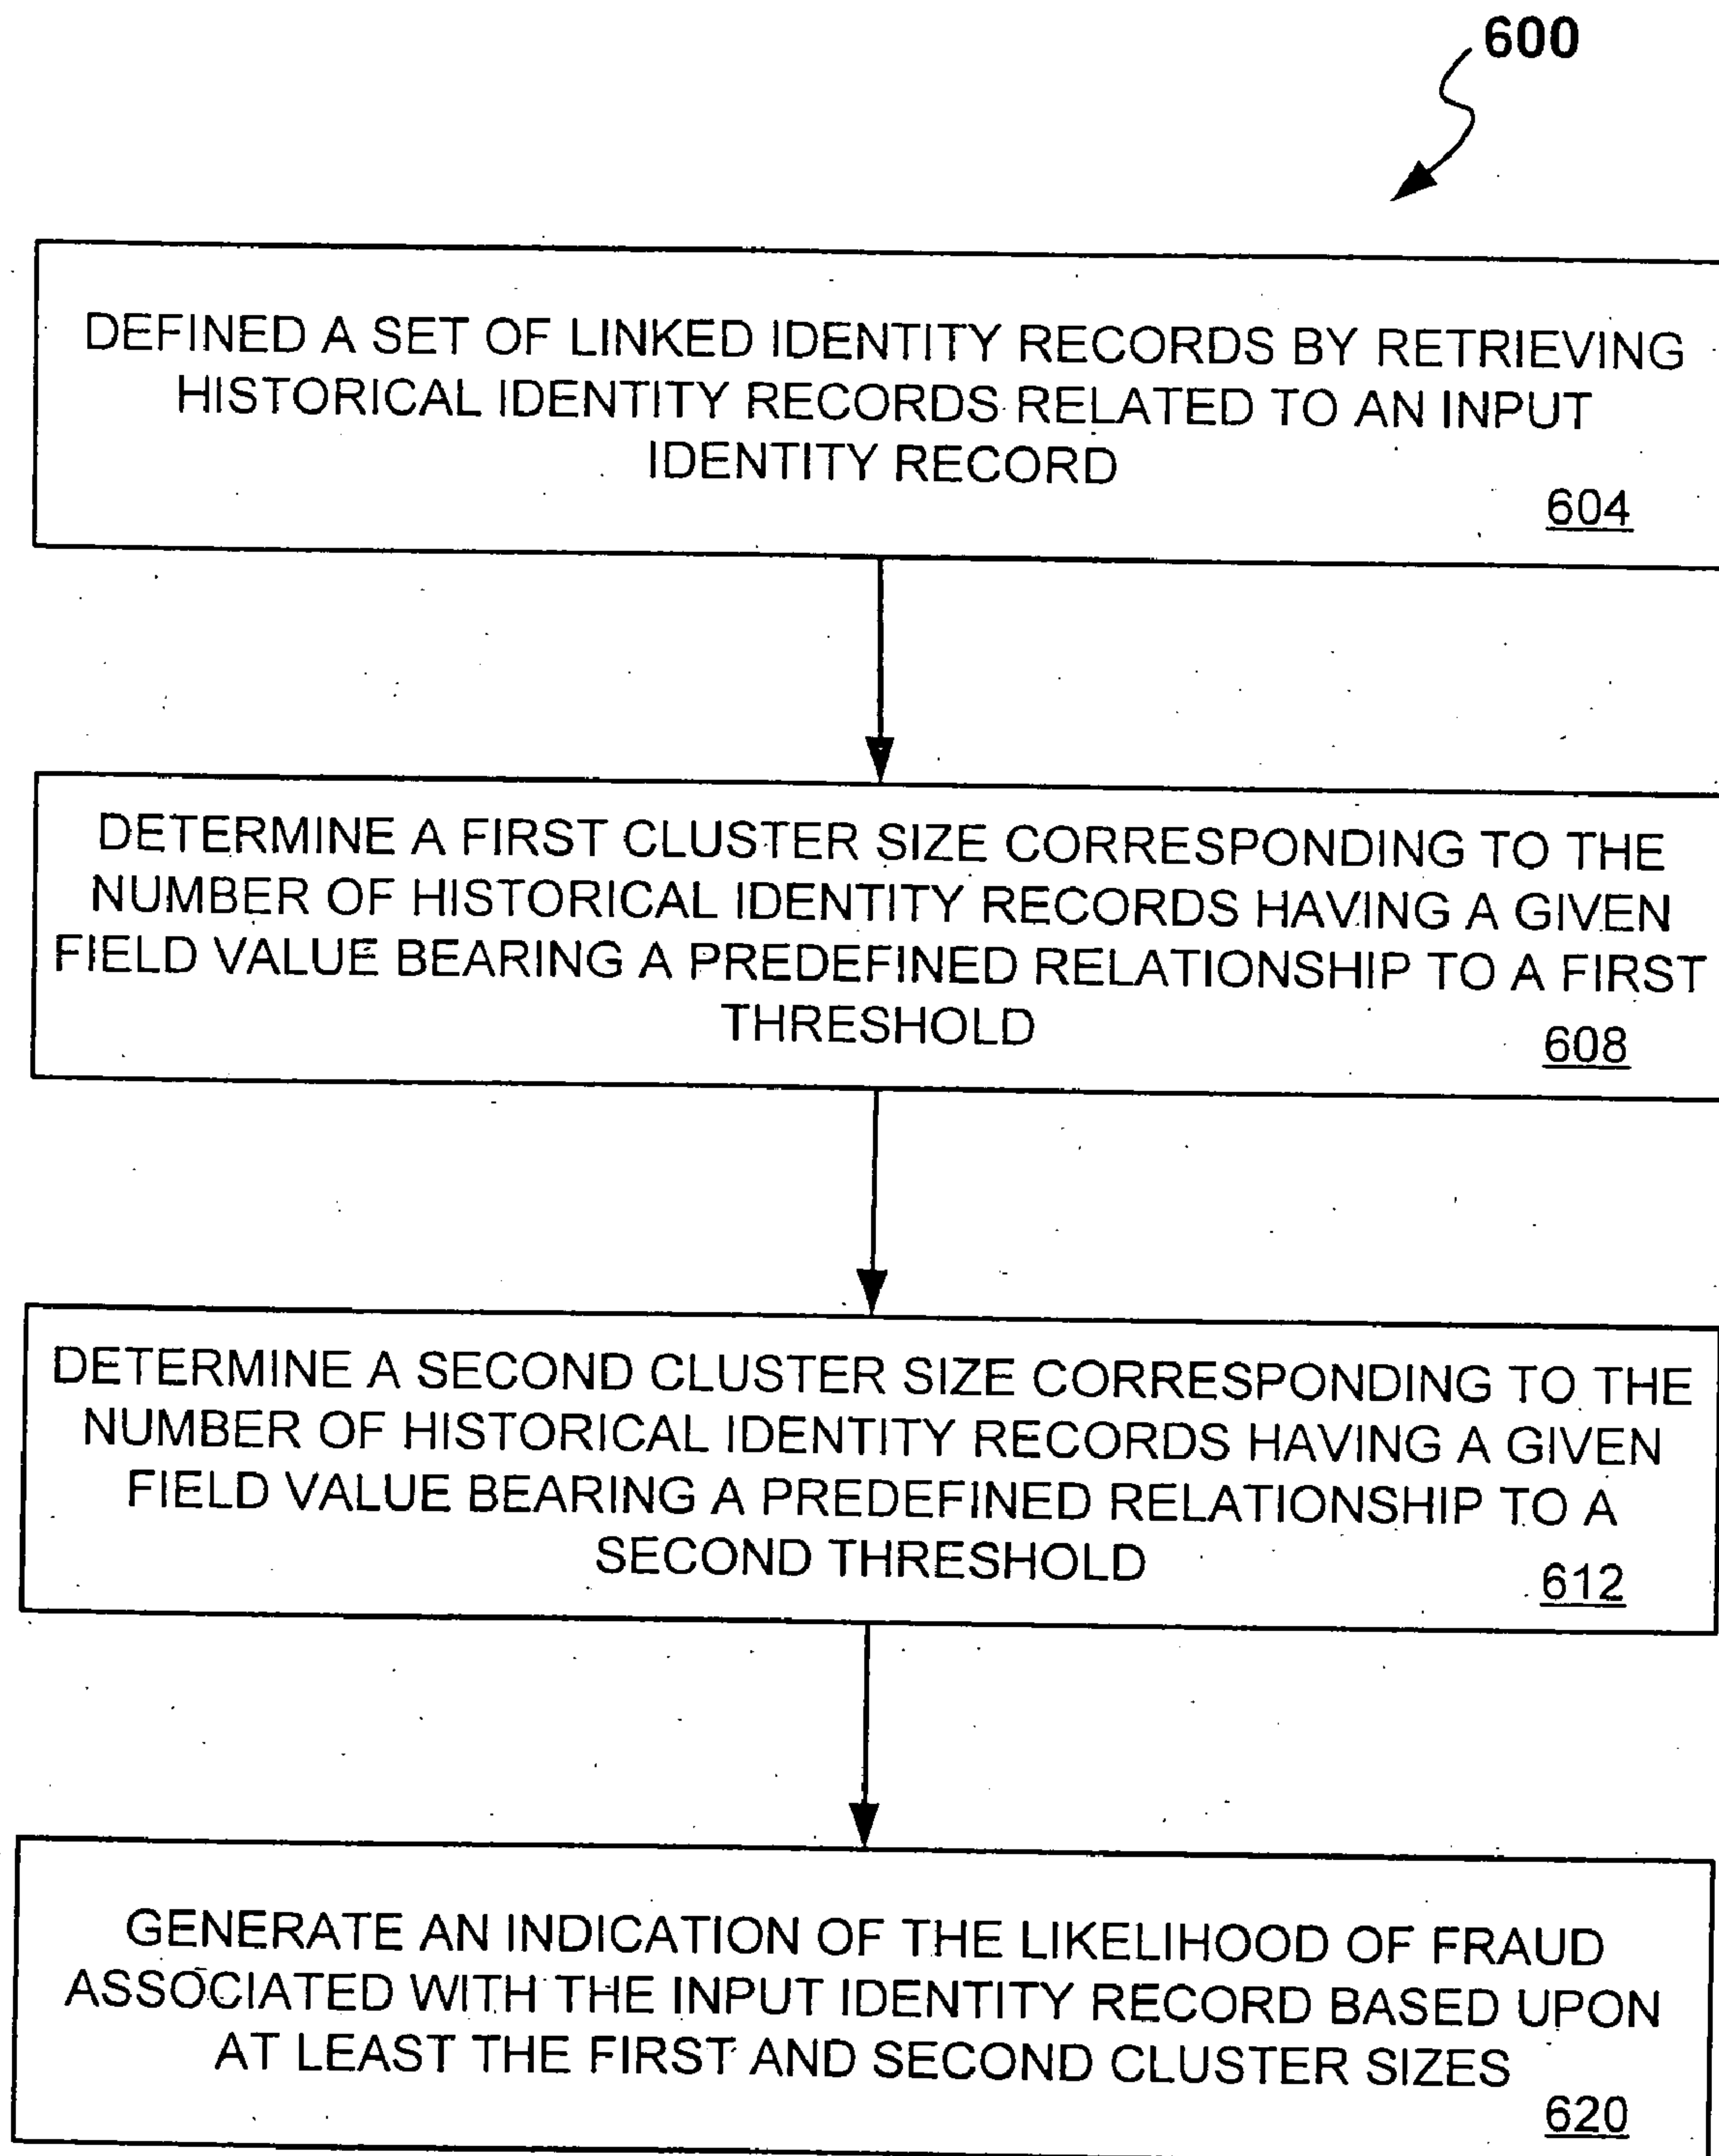 600
DEFINED A SET OF LINKED IDENTITY RECORDS BY RETRIEVING
HISTORICAL IDENTITY RECORDS RELATED TO AN INPUT
IDENTITY RECORD
604
DETERMINE A FIRST CLUSTER SIZE CORRESPONDING TO THE
NUMBER OF HISTORICAL IDENTITY RECORDS HAVING A GIVEN
FIELD VALUE BEARING A PREDEFINED RELATIONSHIP TO A FIRST
THRESHOLD
608
DETERMINE A SECOND CLUSTER SIZE CORRESPONDING TO THE
NUMBER OF HISTORICAL IDENTITY RECORDS HAVING A GIVEN
FIELD VALUE BEARING A PREDEFINED RELATIONSHIP TO A
SECOND THRESHOLD
612
GENERATE AN INDICATION OF THE LIKELIHOOD OF FRAUD
ASSOCIATED WITH THE INPUT IDENTITY RECORD BASED UPON
AT LEAST THE FIRST AND SECOND CLUSTER SIZES
620